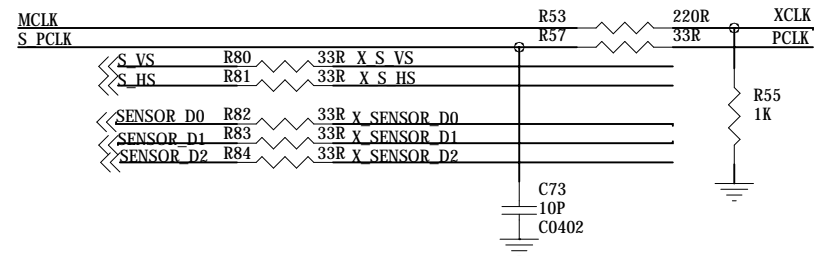 MCLK R53 220R XCLK
S_PCLK R57 33R PCLK
S_VS R80 33R X_S_VS
S_HS R81 33R X_S_HS
R55
1K
SENSOR_D0 R82 33R X_SENSOR_D0
SENSOR_D1 R83 33R X_SENSOR_D1
SENSOR_D2 R84 33R X_SENSOR_D2
C73
10P
C0402